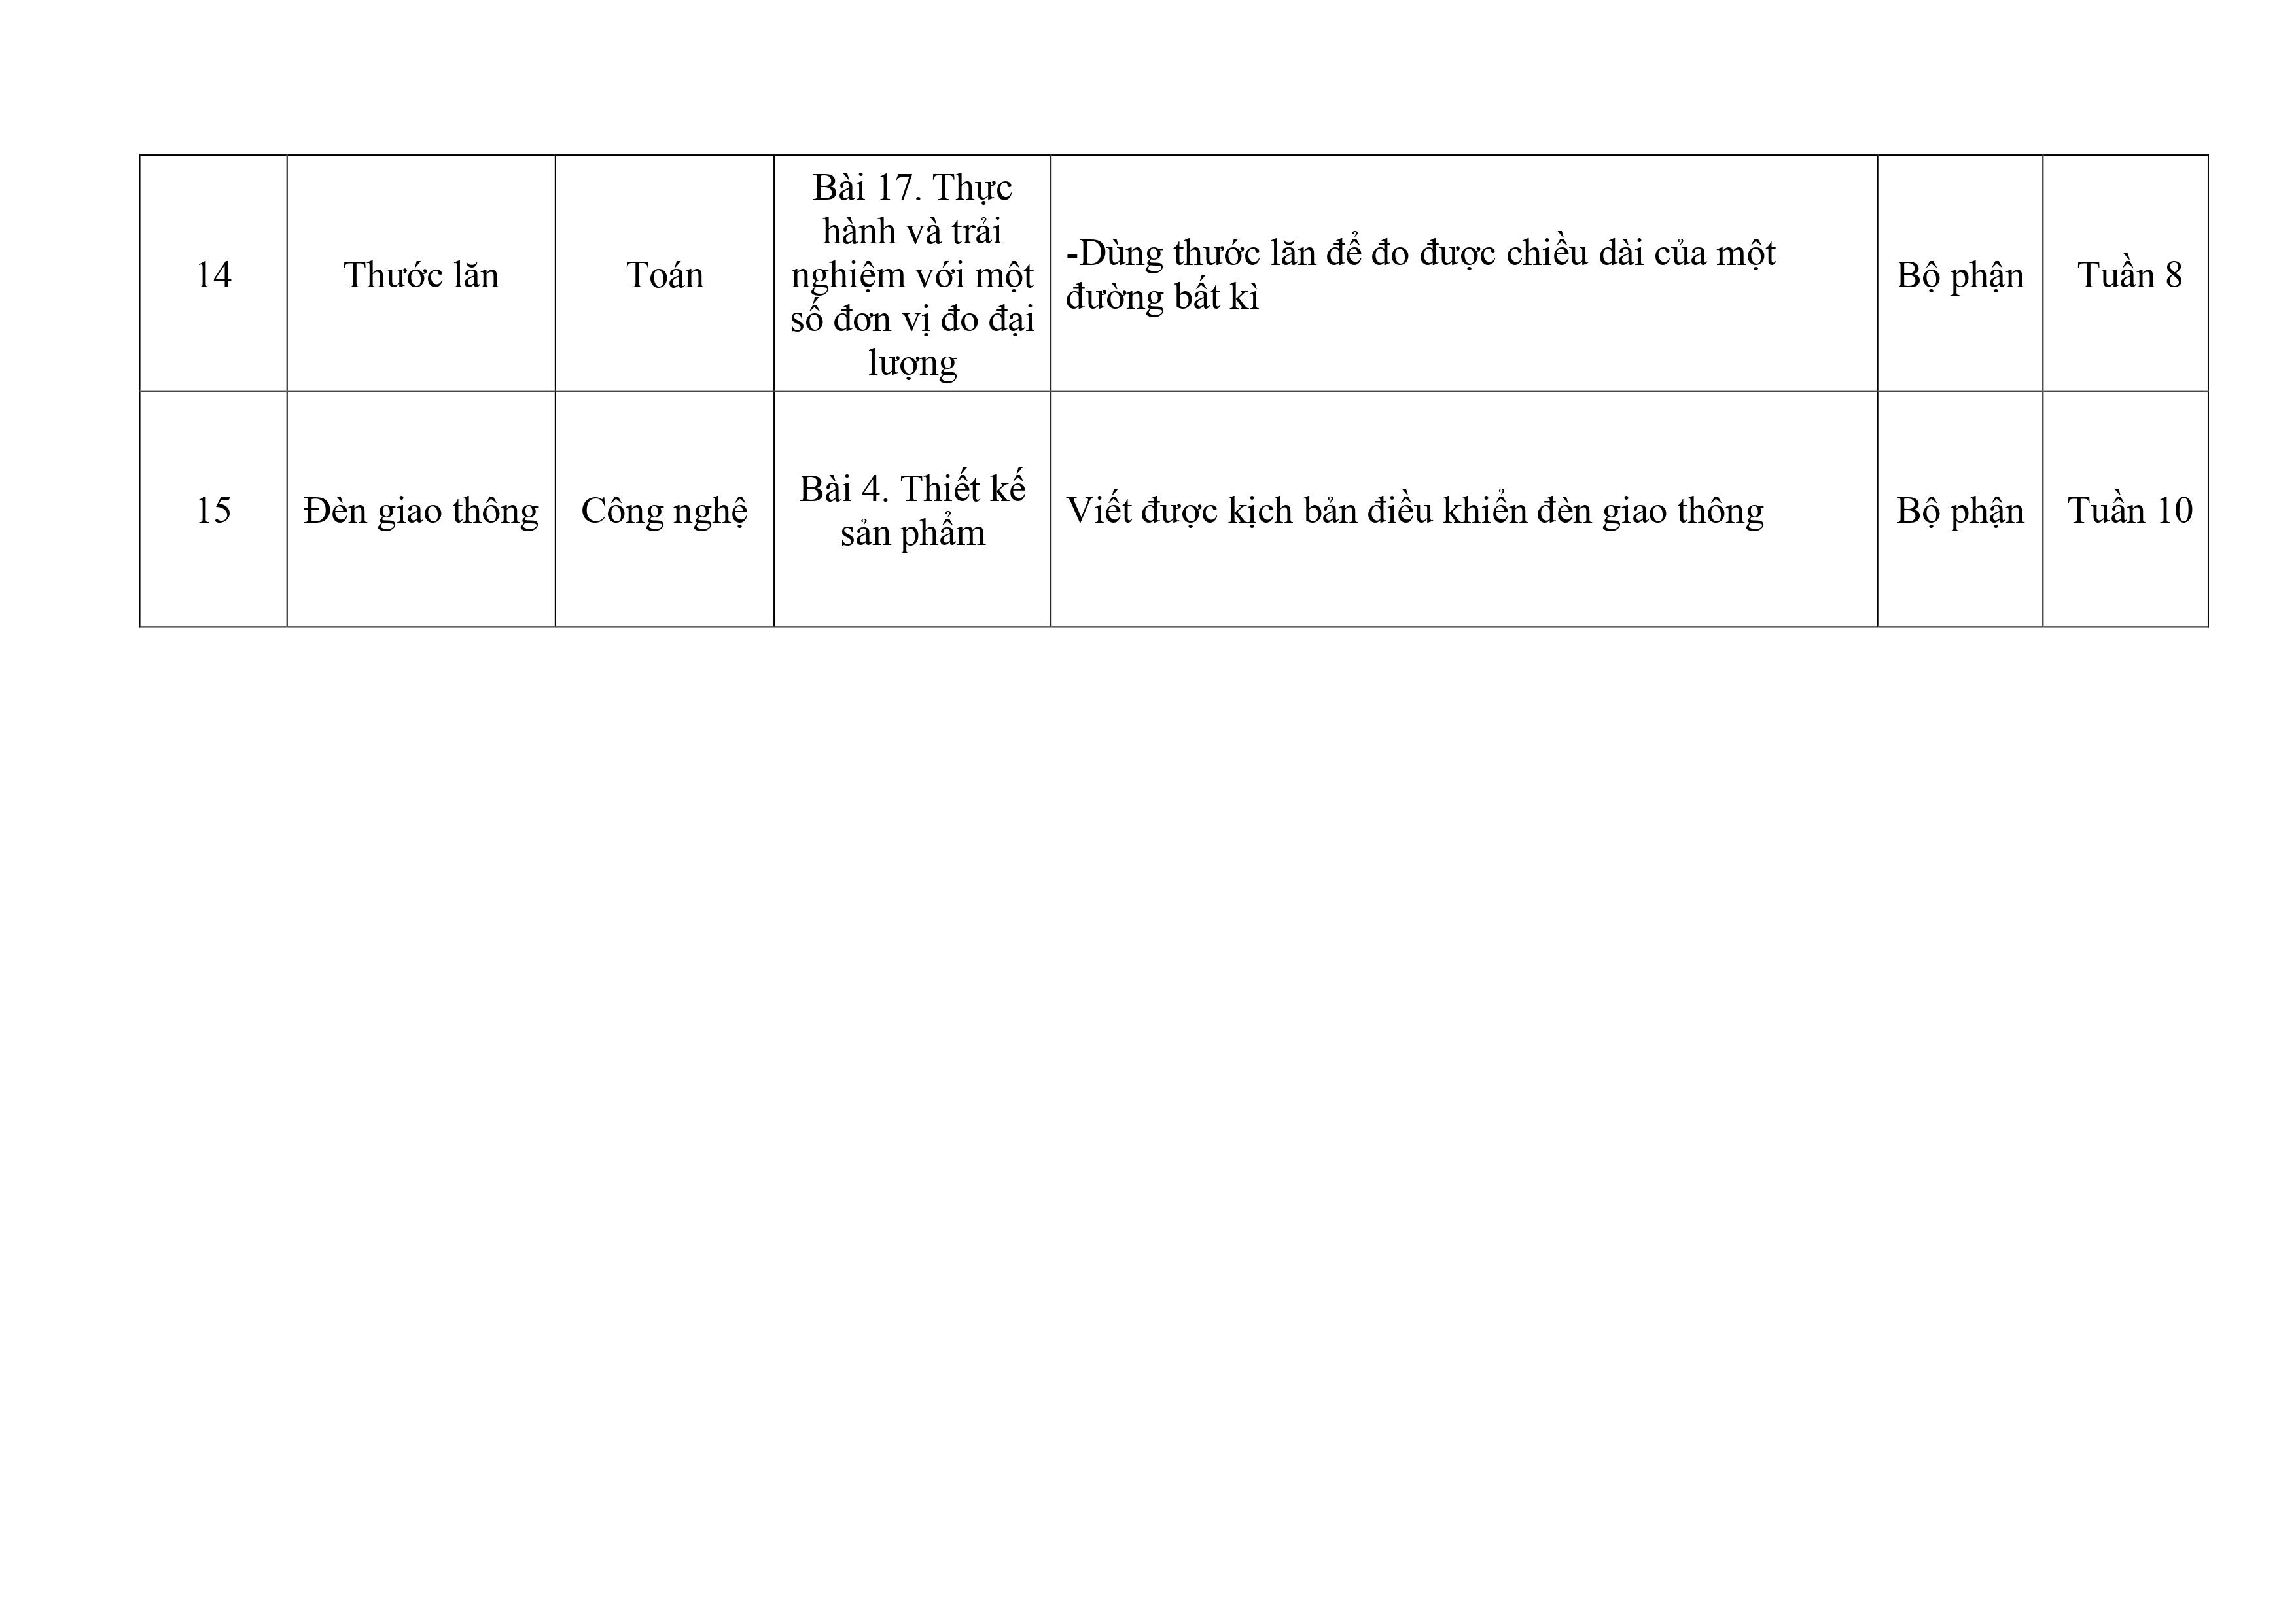 14
Thước lăn
Toán
Bài 17. Thực
hành và trải
nghiệm với một
số đơn vị đo đại
lượng
-Dùng thước lăn để đo được chiều dài của một
đường bất kì
Bộ phận
Tuần 8
15
Đèn giao thông
Công nghệ
Bài 4. Thiết kế
sản phẩm
Viết được kịch bản điều khiển đèn giao thông
Bộ phận
Tuần 10